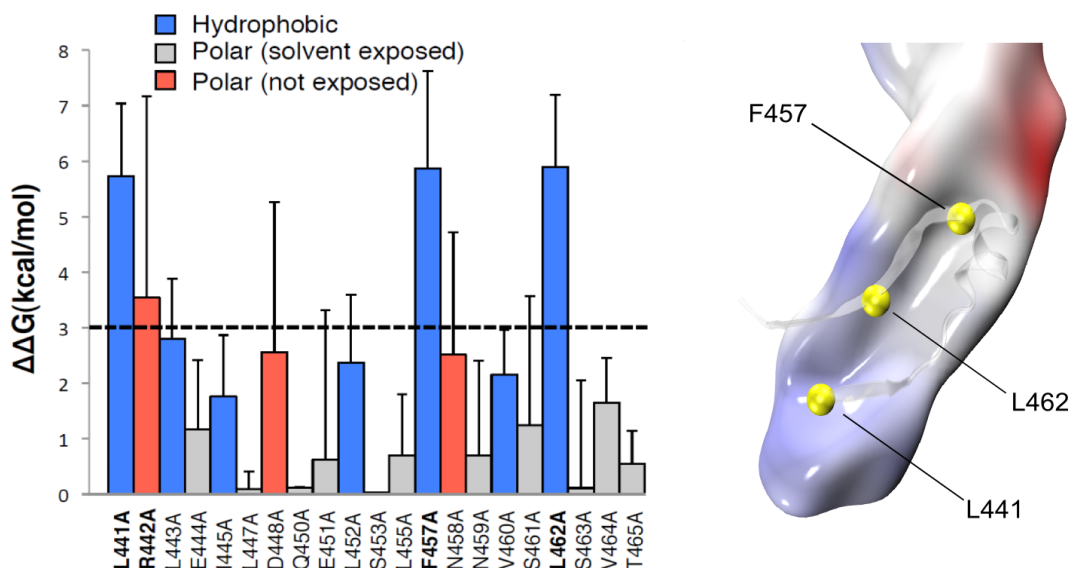 Hydrophobic
Polar (solvent exposed)
Polar (not exposed)
ΔΔG(kcal/mol)
8
7
6
5
4
3
2
1
0
L441A
R442A
L443A
E444A
I445A
L447A
D448A
Q450A
E451A
L452A
S453A
L455A
F457A
N458A
N459A
V460A
S461A
L462A
S463A
V464A
T465A
F457
L462
L441